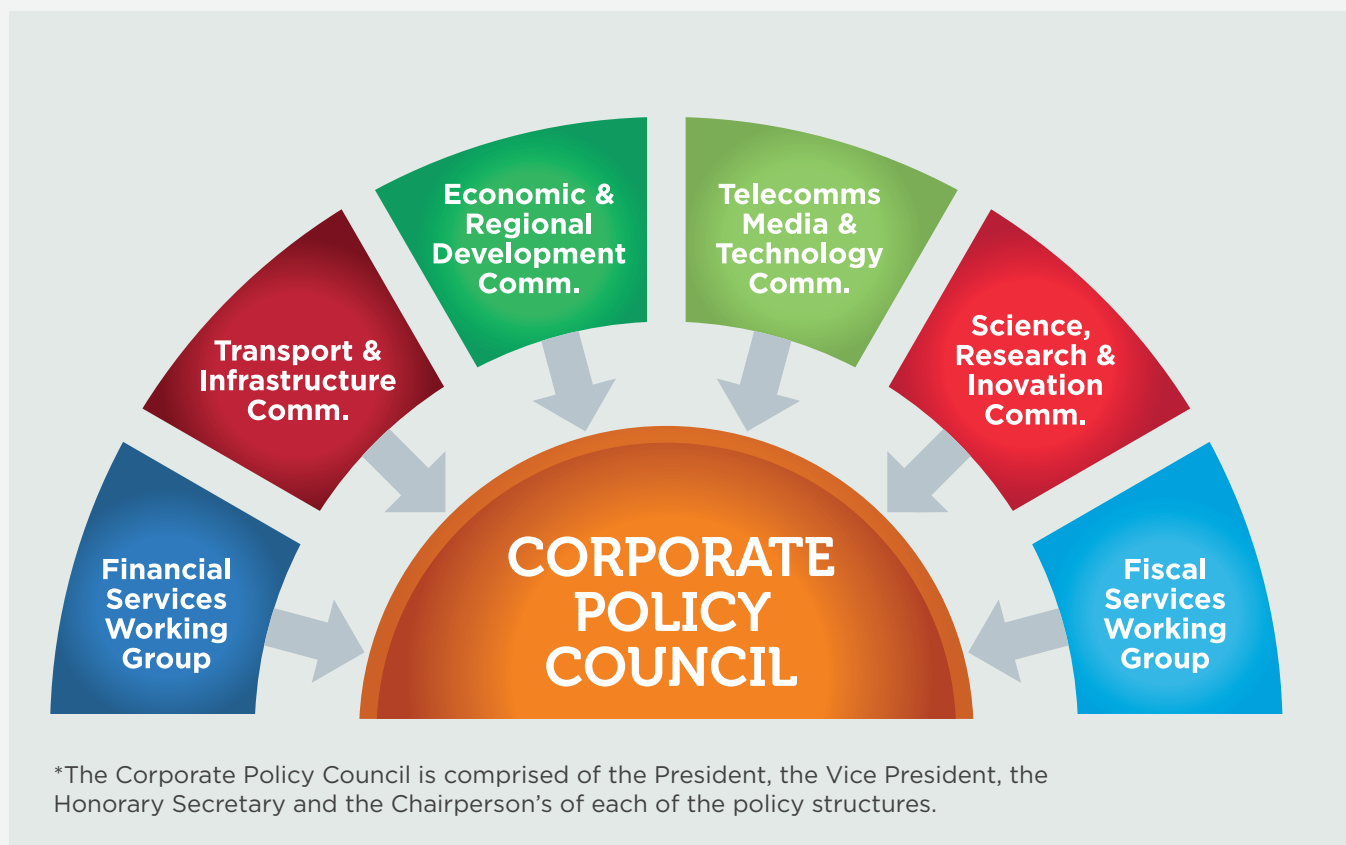 Economic &
Regional
Development
Comm.
Telecomms
Media &
Technology
Comm.
Transport &
Infrastructure
Comm.
Science,
Research &
Inovation
Comm.
Financial
Services
Working
Group
Fiscal
Services
Working
Group
CORPORATE
POLICY
COUNCIL
*The Corporate Policy Council is comprised of the President, the Vice President, the
Honorary Secretary and the Chairperson’s of each of the policy structures.